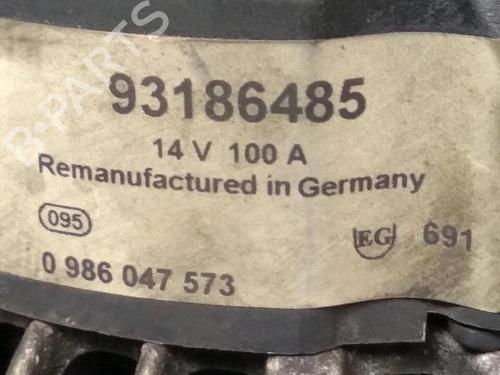 B-PARTS
93186485
14 V 100 A
Remanufactured in Germany
095
EG 691
0 986 047 573